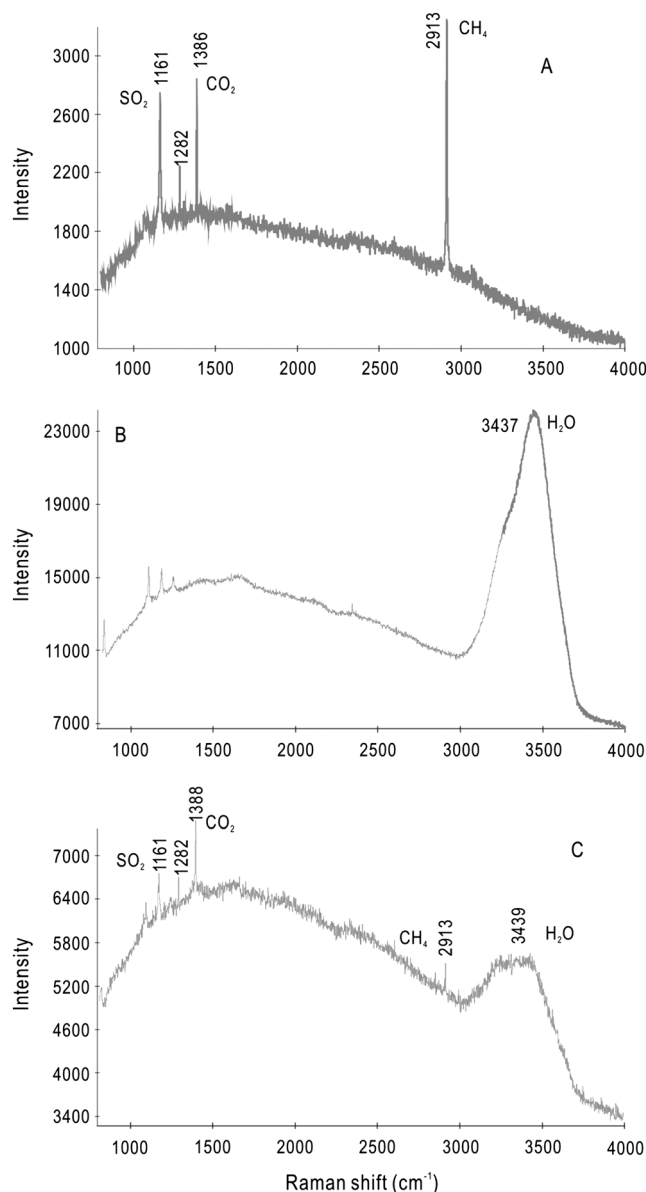 2913
CH₄
A
1386
1161
CO₂
SO₂
1282
3000
2600
2200
1800
1400
1000
Intensity
1000 1500 2000 2500 3000 3500 4000
B
3437
H₂O
23000
19000
15000
11000
7000
Intensity
1000 1500 2000 2500 3000 3500 4000
1388
CO₂
C
SO₂
1161
1282
CH₄
2913
3439
H₂O
7000
6400
5800
5200
4600
4000
3400
Intensity
1000 1500 2000 2500 3000 3500 4000
Raman shift (cm⁻¹)